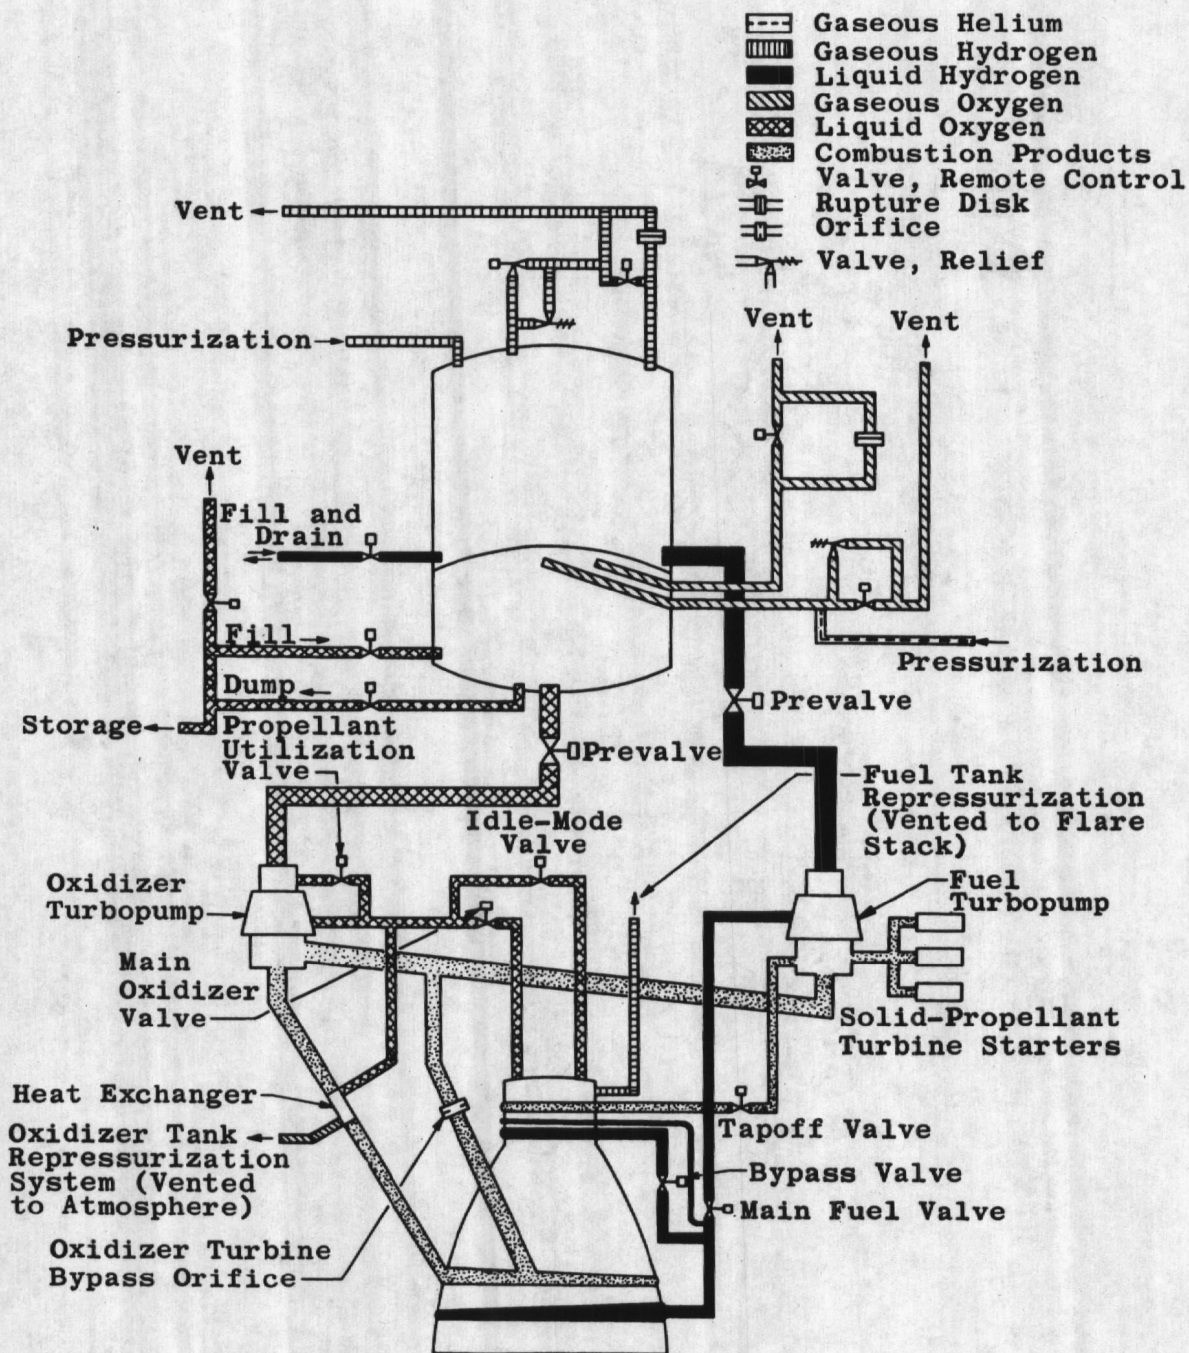 Gaseous Helium
Gaseous Hydrogen
Liquid Hydrogen
Gaseous Oxygen
Liquid Oxygen
Combustion Products
Valve, Remote Control
Rupture Disk
Orifice
Valve, Relief
Vent
Pressurization
Vent
Vent
Vent
Fill and
Drain
Fill
Dump
Storage
Pressurization
Prevalve
Propellant
Utilization
Valve
Prevalve
Idle-Mode
Valve
Fuel Tank
Repressurization
(Vented to Flare
Stack)
Oxidizer
Turbopump
Fuel
Turbopump
Main
Oxidizer
Valve
Solid-Propellant
Turbine Starters
Heat Exchanger
Oxidizer Tank
Repressurization
System (Vented
to Atmosphere)
Tapoff Valve
Bypass Valve
Main Fuel Valve
Oxidizer Turbine
Bypass Orifice